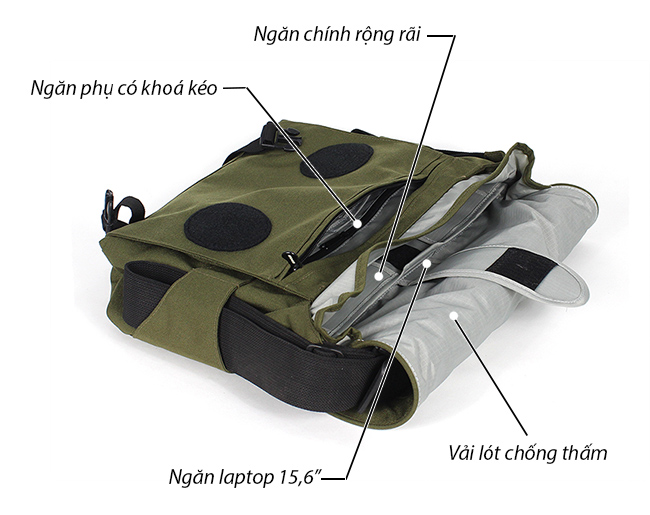 Ngăn chính rộng rãi
Ngăn phụ có khoá kéo
Vải lót chống thấm
Ngăn laptop 15,6”